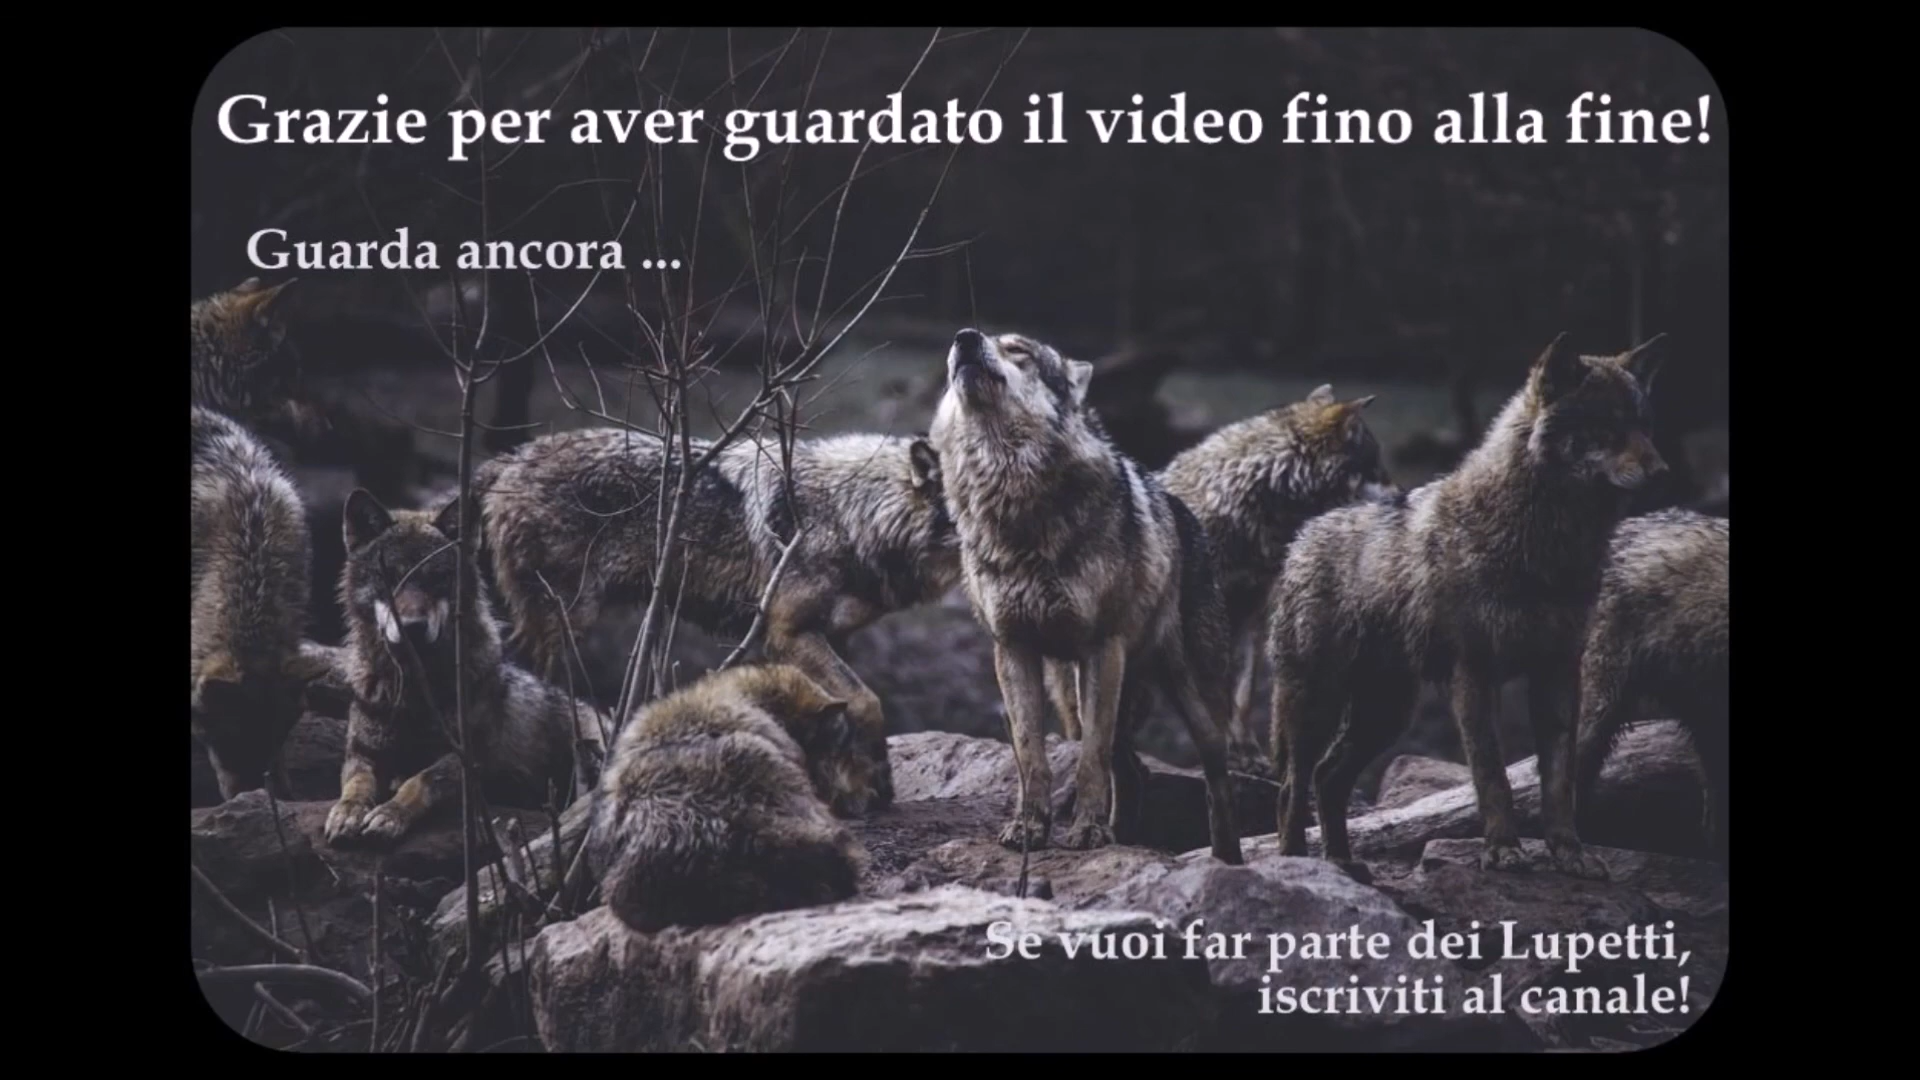 Grazie per aver guardato il video fino alla fine!
Guarda ancora ...
Se vuoi far parte dei Lupetti,
iscriviti al canale!